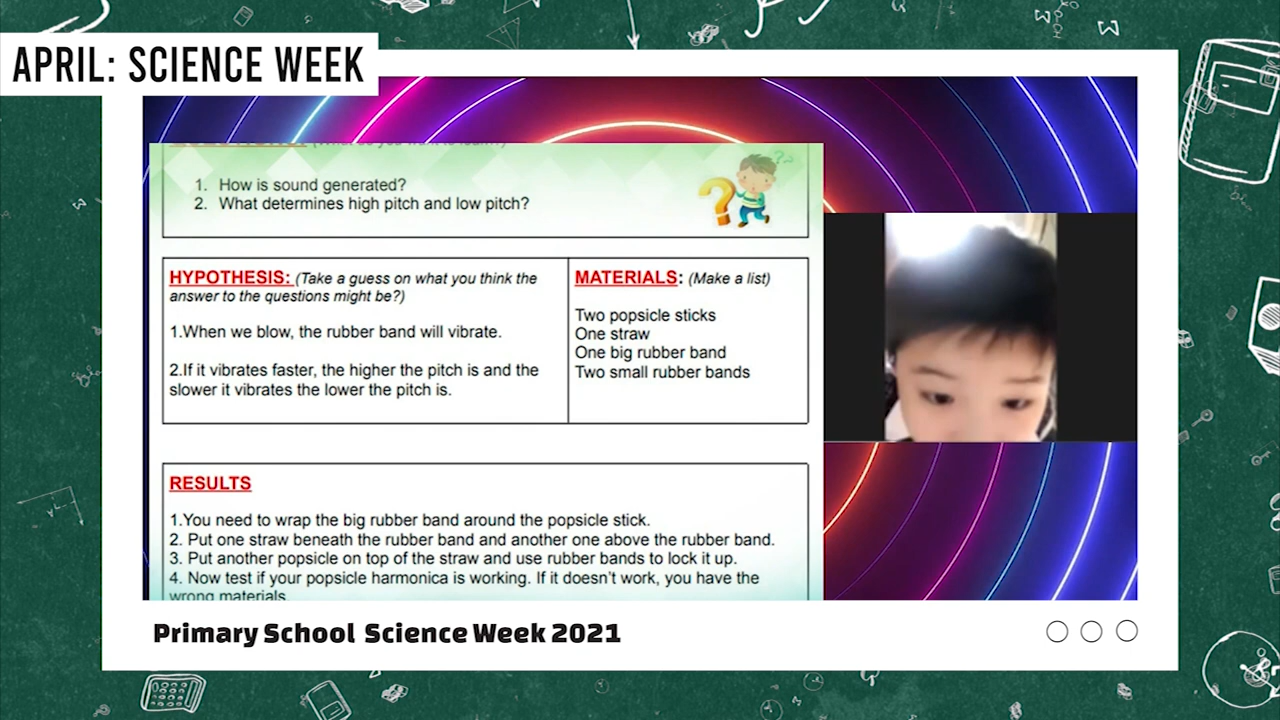 APRIL: SCIENCE WEEK
1. How is sound generated?
2. What determines high pitch and low pitch?
HYPOTHESIS: (Take a guess on what you think the
answer to the questions might be?)
1.When we blow, the rubber band will vibrate.
2.If it vibrates faster, the higher the pitch is and the
slower it vibrates the lower the pitch is.
MATERIALS: (Make a list)
Two popsicle sticks
One straw
One big rubber band
Two small rubber bands
RESULTS
1.You need to wrap the big rubber band around the popsicle stick.
2. Put one straw beneath the rubber band and another one above the rubber band.
3. Put another popsicle on top of the straw and use rubber bands to lock it up.
4. Now test if your popsicle harmonica is working. If it doesn't work, you have the
wrong materials.
Primary School Science Week 2021